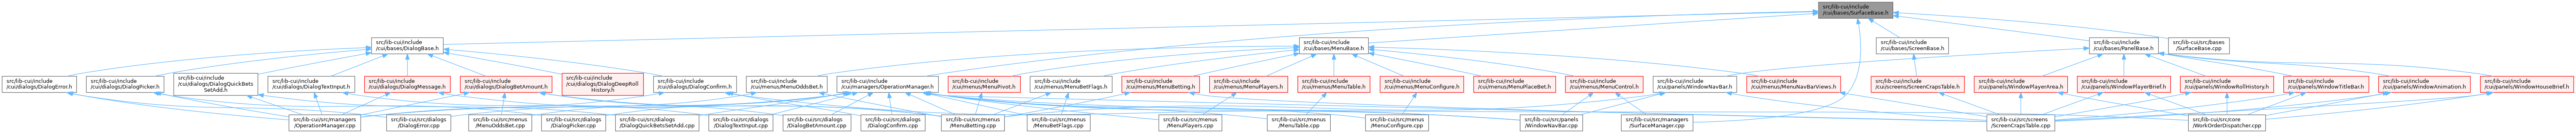 src/lib-cui/include
/cui/bases/SurfaceBase.h
src/lib-cui/include
/cui/bases/DialogBase.h
src/lib-cui/include
/cui/bases/MenuBase.h
src/lib-cui/include
/cui/bases/ScreenBase.h
src/lib-cui/include
/cui/bases/PanelBase.h
src/lib-cui/src/bases
/SurfaceBase.cpp
src/lib-cui/include
/cui/dialogs/DialogError.h
src/lib-cui/include
/cui/dialogs/DialogPicker.h
src/lib-cui/include
/cui/dialogs/DialogQuickBets
SetAdd.h
src/lib-cui/include
/cui/dialogs/DialogTextInput.h
src/lib-cui/include
/cui/dialogs/DialogMessage.h
src/lib-cui/include
/cui/dialogs/DialogBetAmount.h
src/lib-cui/include
/cui/dialogs/DialogDeepRoll
History.h
src/lib-cui/include
/cui/dialogs/DialogConfirm.h
src/lib-cui/include
/cui/menus/MenuOddsBet.h
src/lib-cui/include
/cui/managers/OperationManager.h
src/lib-cui/include
/cui/menus/MenuPivot.h
src/lib-cui/include
/cui/menus/MenuBetFlags.h
src/lib-cui/include
/cui/menus/MenuBetting.h
src/lib-cui/include
/cui/menus/MenuPlayers.h
src/lib-cui/include
/cui/menus/MenuTable.h
src/lib-cui/include
/cui/menus/MenuConfigure.h
src/lib-cui/include
/cui/menus/MenuPlaceBet.h
src/lib-cui/include
/cui/menus/MenuControl.h
src/lib-cui/include
/cui/panels/WindowNavBar.h
src/lib-cui/include
/cui/menus/MenuNavBarViews.h
src/lib-cui/include
/cui/screens/ScreenCrapsTable.h
src/lib-cui/include
/cui/panels/WindowPlayerArea.h
src/lib-cui/include
/cui/panels/WindowPlayerBrief.h
src/lib-cui/include
/cui/panels/WindowRollHistory.h
src/lib-cui/include
/cui/panels/WindowTitleBar.h
src/lib-cui/include
/cui/panels/WindowAnimation.h
src/lib-cui/include
/cui/panels/WindowHouseBrief.h
src/lib-cui/src/managers
/OperationManager.cpp
src/lib-cui/src/dialogs
/DialogError.cpp
src/lib-cui/src/menus
/MenuOddsBet.cpp
src/lib-cui/src/dialogs
/DialogPicker.cpp
src/lib-cui/src/dialogs
/DialogQuickBetsSetAdd.cpp
src/lib-cui/src/dialogs
/DialogTextInput.cpp
src/lib-cui/src/dialogs
/DialogBetAmount.cpp
src/lib-cui/src/dialogs
/DialogConfirm.cpp
src/lib-cui/src/menus
/MenuBetting.cpp
src/lib-cui/src/menus
/MenuBetFlags.cpp
src/lib-cui/src/menus
/MenuPlayers.cpp
src/lib-cui/src/menus
/MenuTable.cpp
src/lib-cui/src/menus
/MenuConfigure.cpp
src/lib-cui/src/panels
/WindowNavBar.cpp
src/lib-cui/src/managers
/SurfaceManager.cpp
src/lib-cui/src/screens
/ScreenCrapsTable.cpp
src/lib-cui/src/core
/WorkOrderDispatcher.cpp